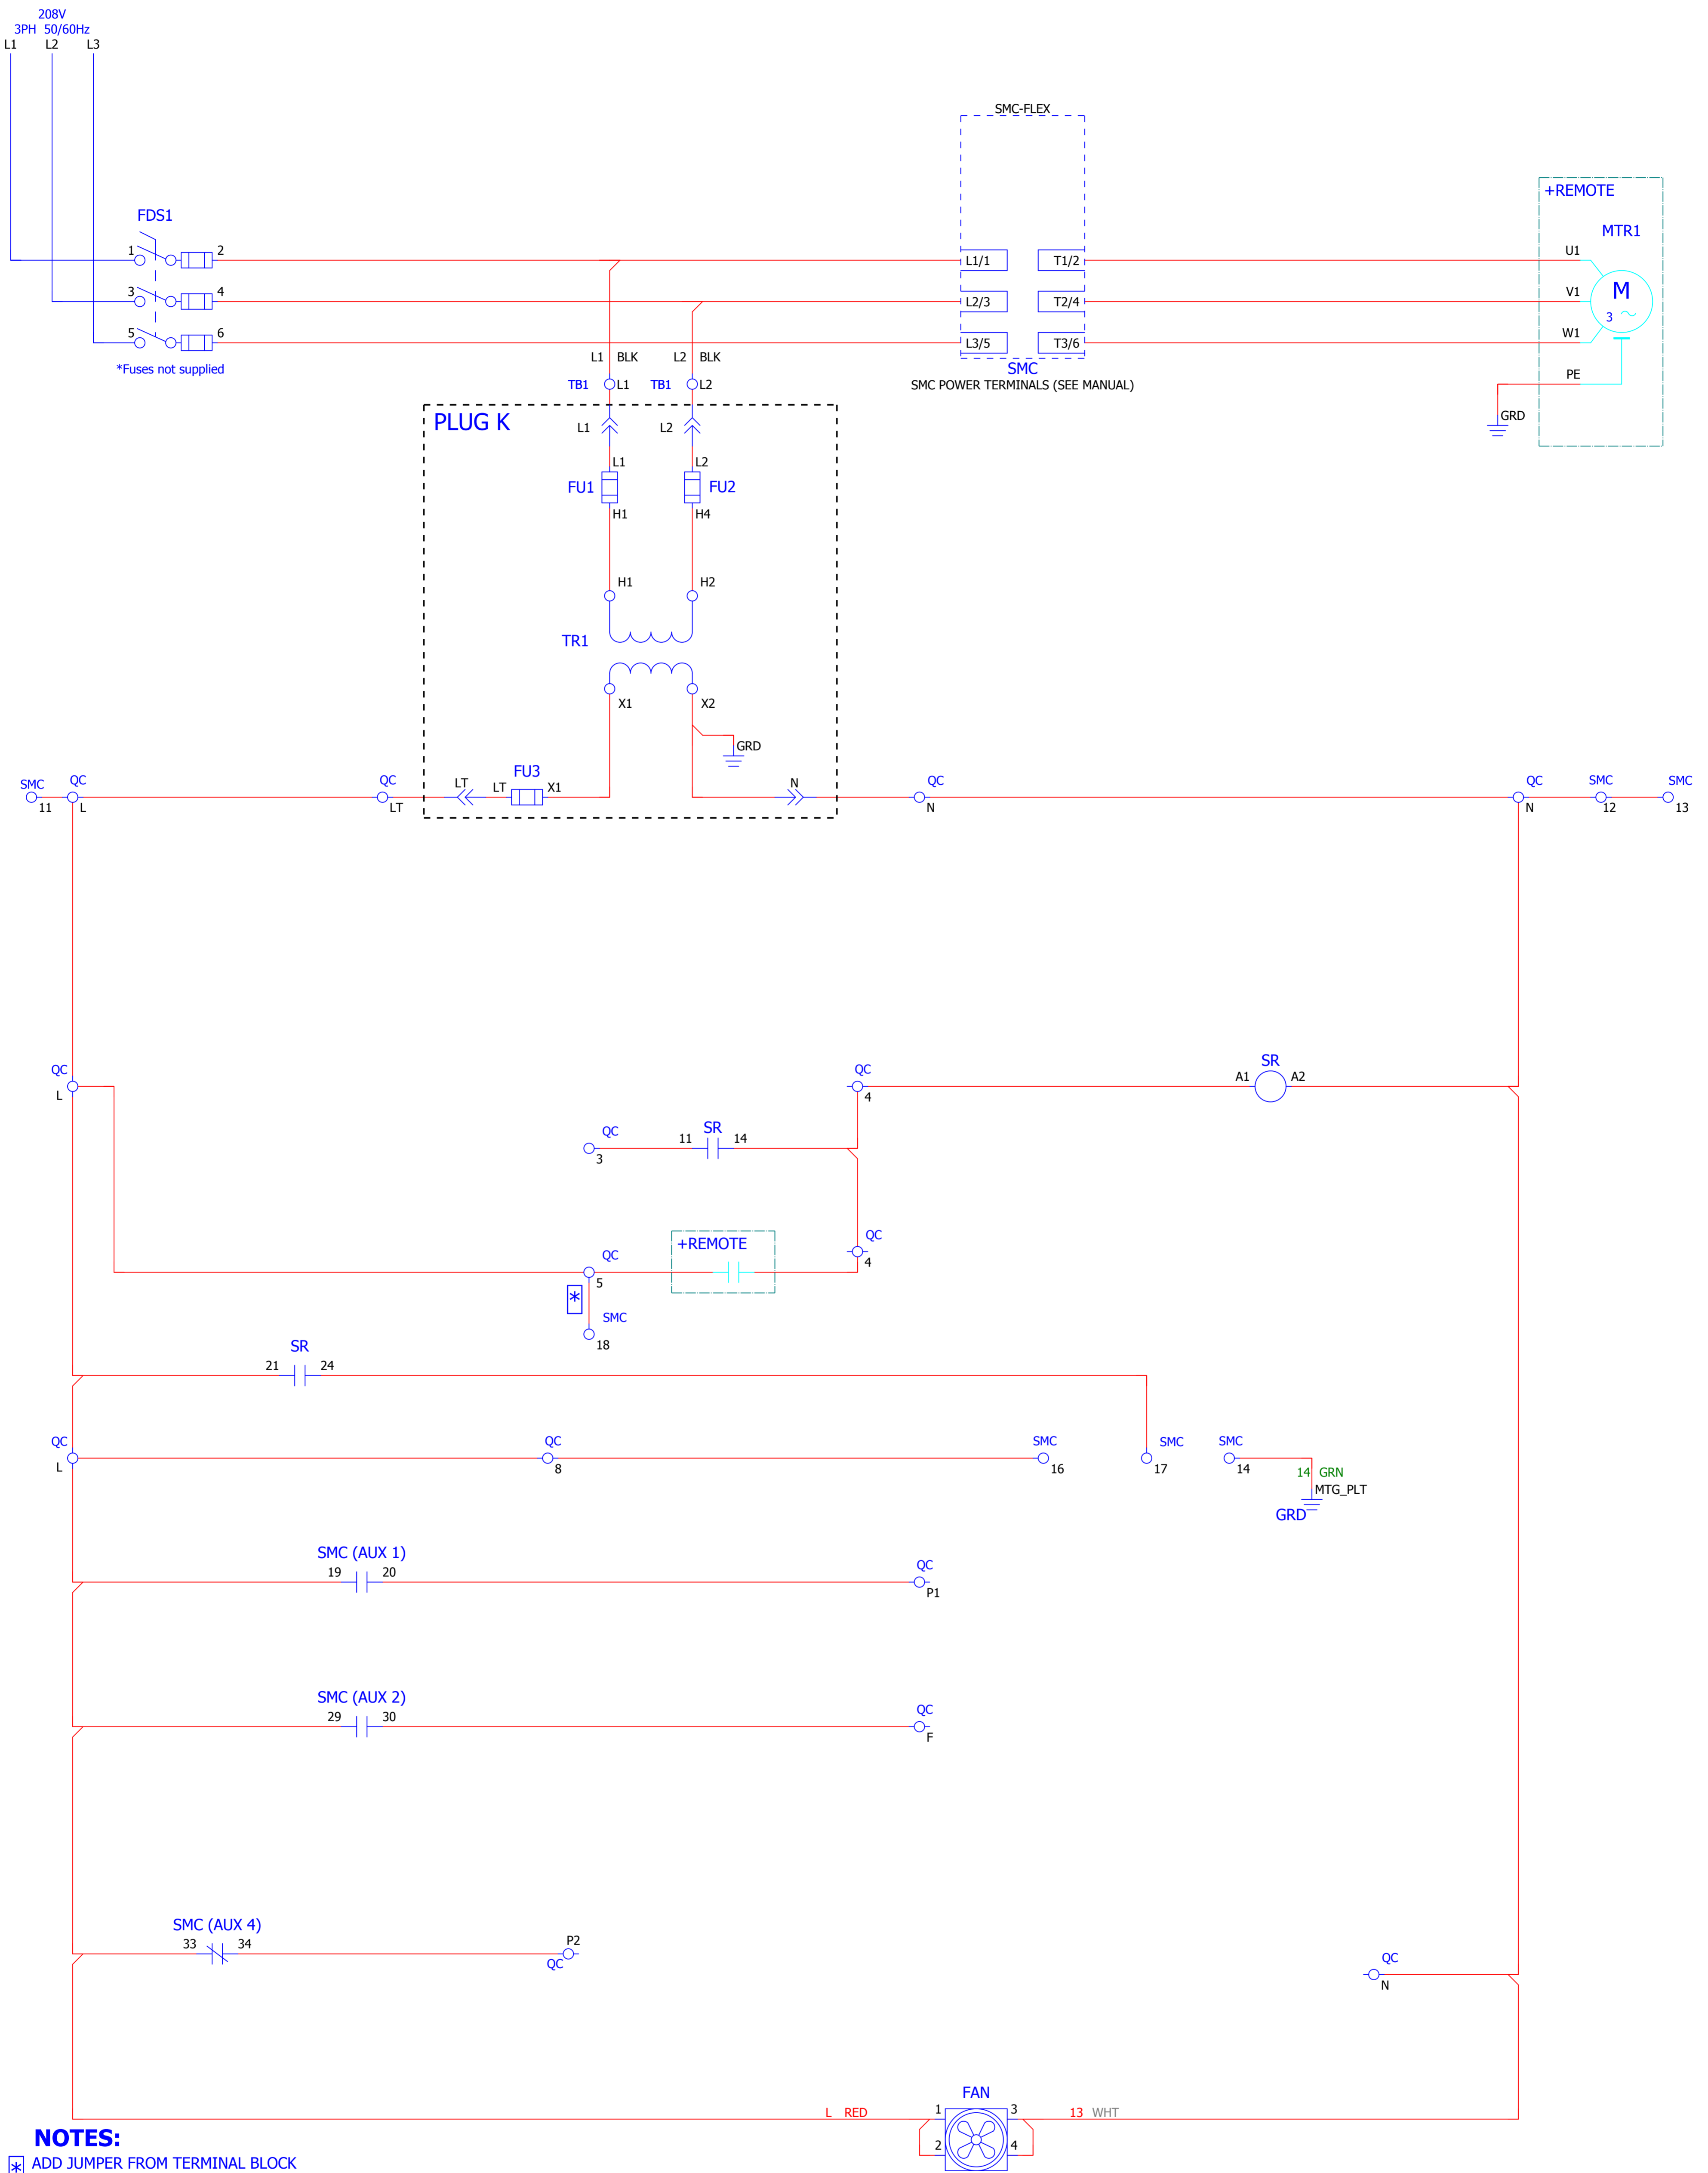 208V
3PH 50/60Hz
L1 L2 L3
SMC-FLEX
+REMOTE
FDS1
MTR1
1 2
L1/1 T1/2
U1
3 4
L2/3 T2/4
V1
M
3
5 6
L3/5 T3/6
W1
*Fuses not supplied
L1 BLK L2 BLK
SMC
SMC POWER TERMINALS (SEE MANUAL)
PE
TB1 L1 TB1 L2
GRD
PLUG K
L1 L2
L1 L2
FU1 FU2
H1 H4
H1 H2
TR1
X1 X2
GRD
FU3
SMC QC QC LT LT X1 N QC QC SMC SMC
11 L LT N N 12 13
QC QC SR
A1 A2
L 4
QC 11 SR 14
3
QC
+REMOTE
QC
4
5
*
SMC
18
SR
21 24
QC QC SMC SMC SMC
L 8 16 17 14
14 GRN
MTG_PLT
GRD
SMC (AUX 1)
19 20
QC
P1
SMC (AUX 2)
29 30
QC
F
SMC (AUX 4)
33 34
P2
QC
QC
N
FAN
L RED 1 3 13 WHT
2 4
NOTES:
* ADD JUMPER FROM TERMINAL BLOCK